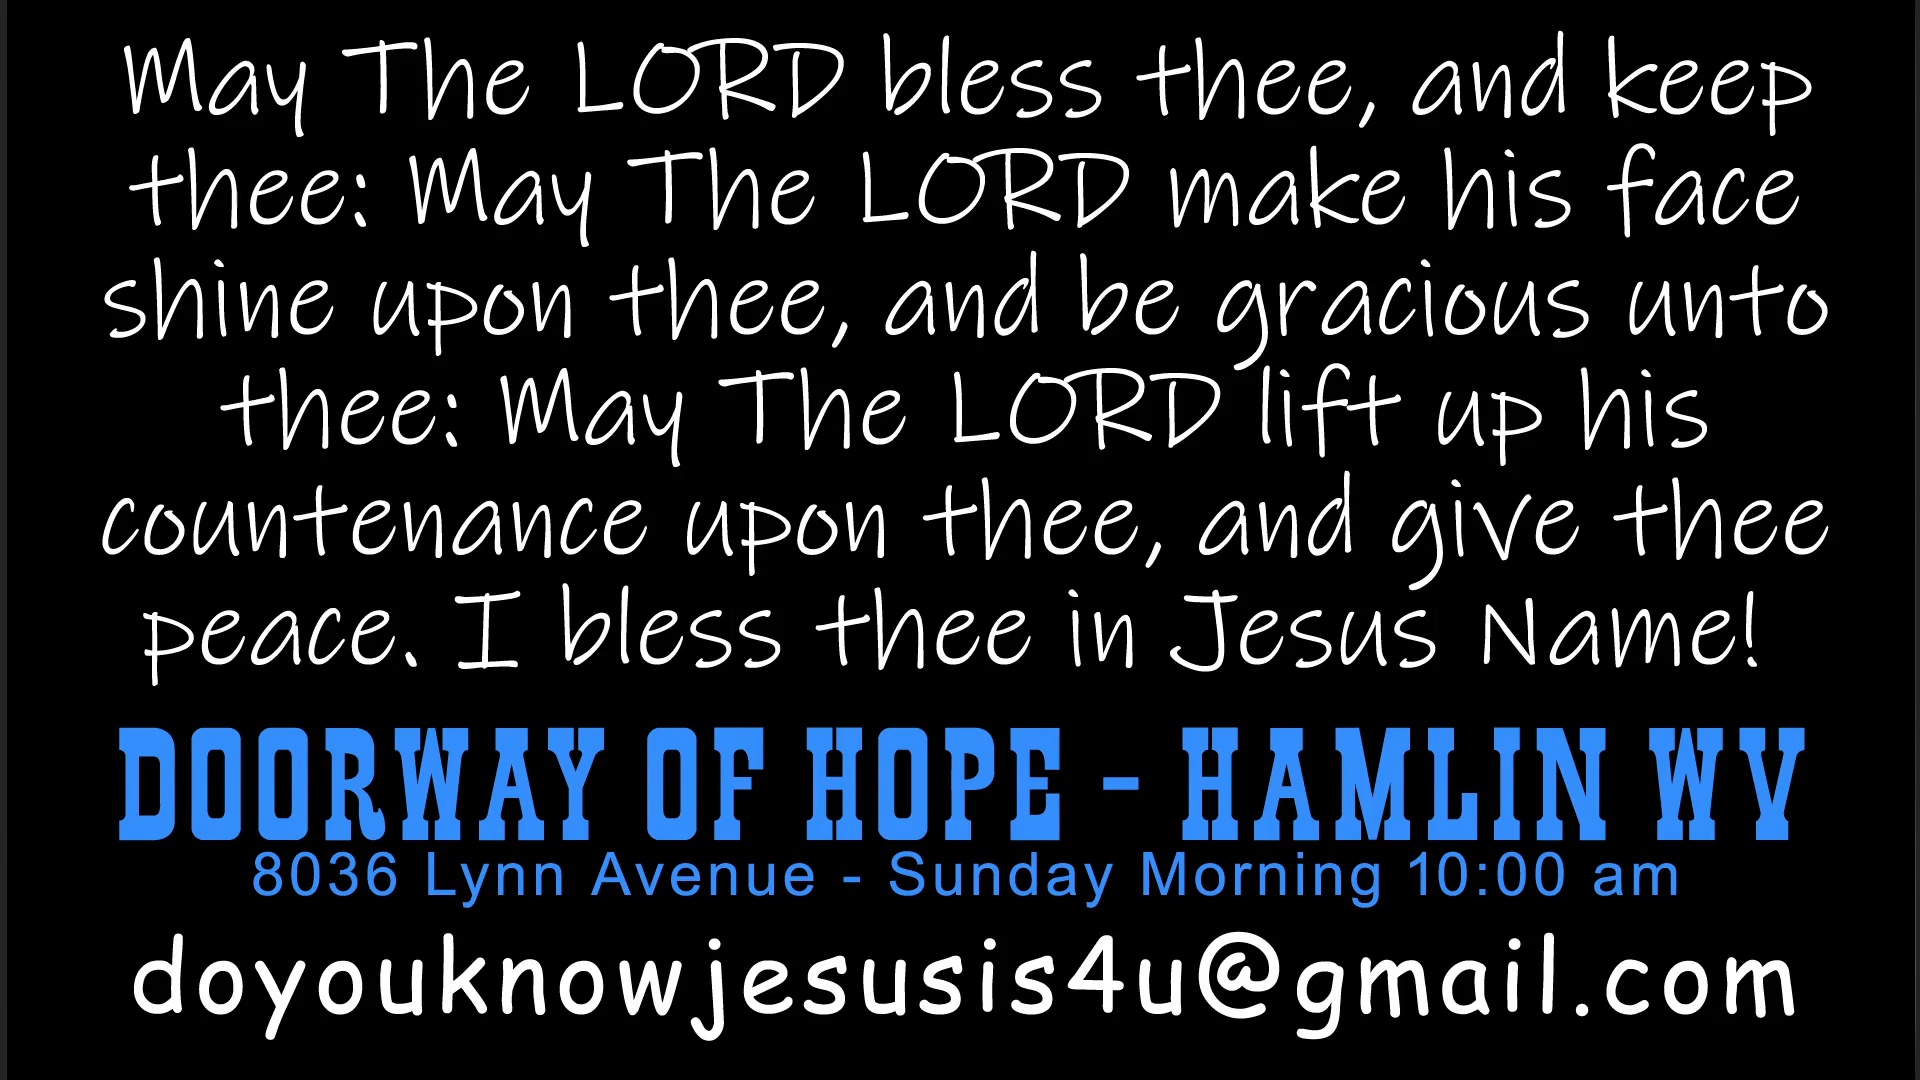 May The LORD bless thee, and keep
thee: May The LORD make his face
shine upon thee, and be gracious unto
thee: May The LORD lift up his
countenance upon thee, and give thee
peace. I bless thee in Jesus Name!
DOORWAY OF HOPE - HAMLIN WV
8036 Lynn Avenue - Sunday Morning 10:00 am
doyouknowjesusis4u@gmail.com